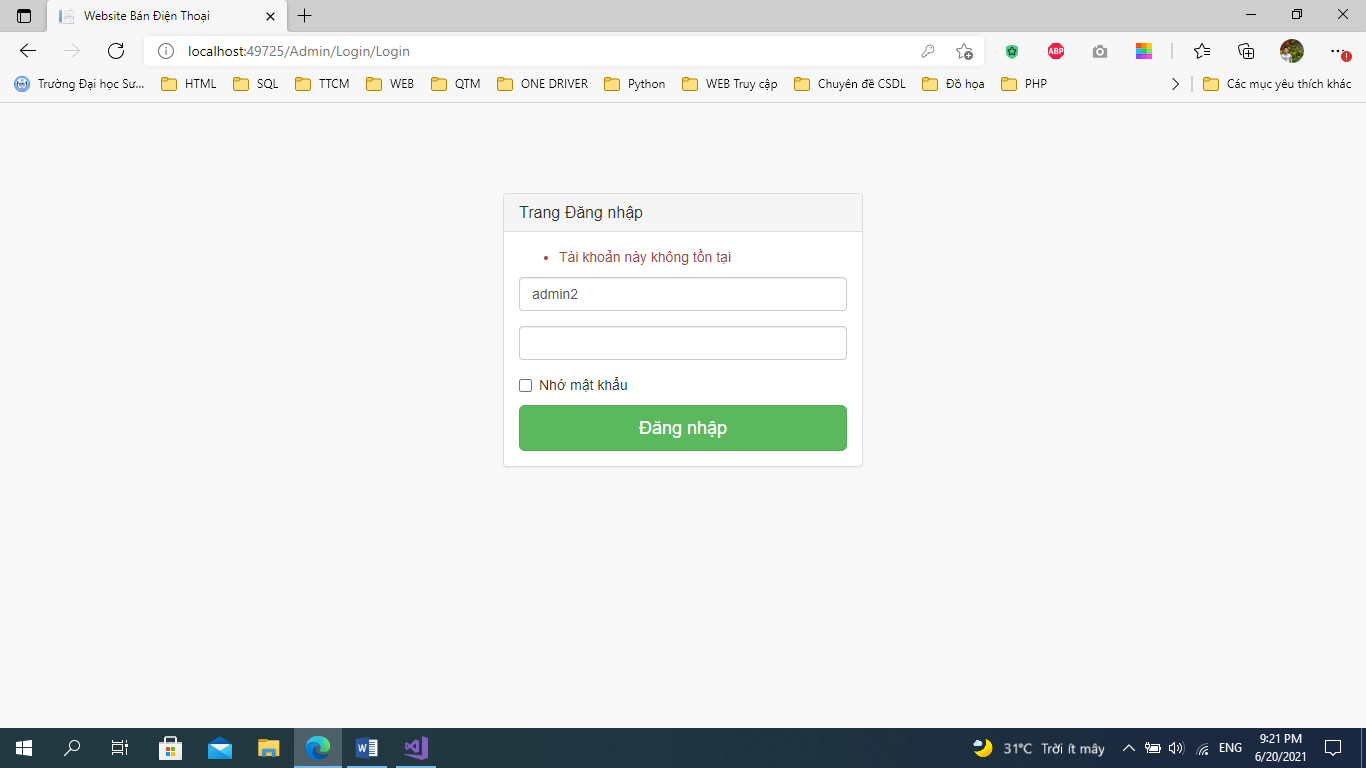 Website Bán Điện Thoại
localhost:49725/Admin/Login/Login
ABP
Trường Đại học Sư... HTML SQL TTCM WEB QTM ONE DRIVER Python WEB Truy cập Chuyên đề CSDL Đồ họa PHP Các mục yêu thích khác
Trang Đăng nhập
Tài khoản này không tồn tại
admin2
Nhớ mật khẩu
Đăng nhập
31°C Trời ít mây ENG 9:21 PM
6/20/2021